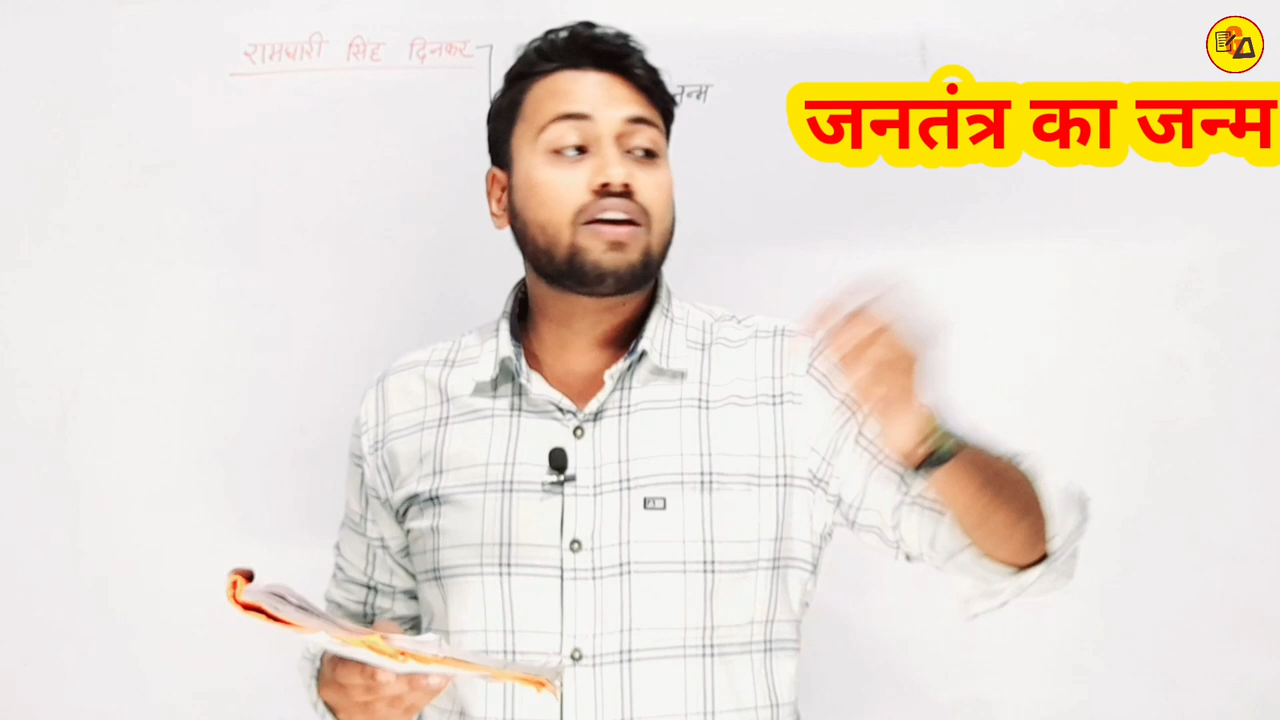 रामधारी सिंह दिनकर
जनतंत्र का जन्म